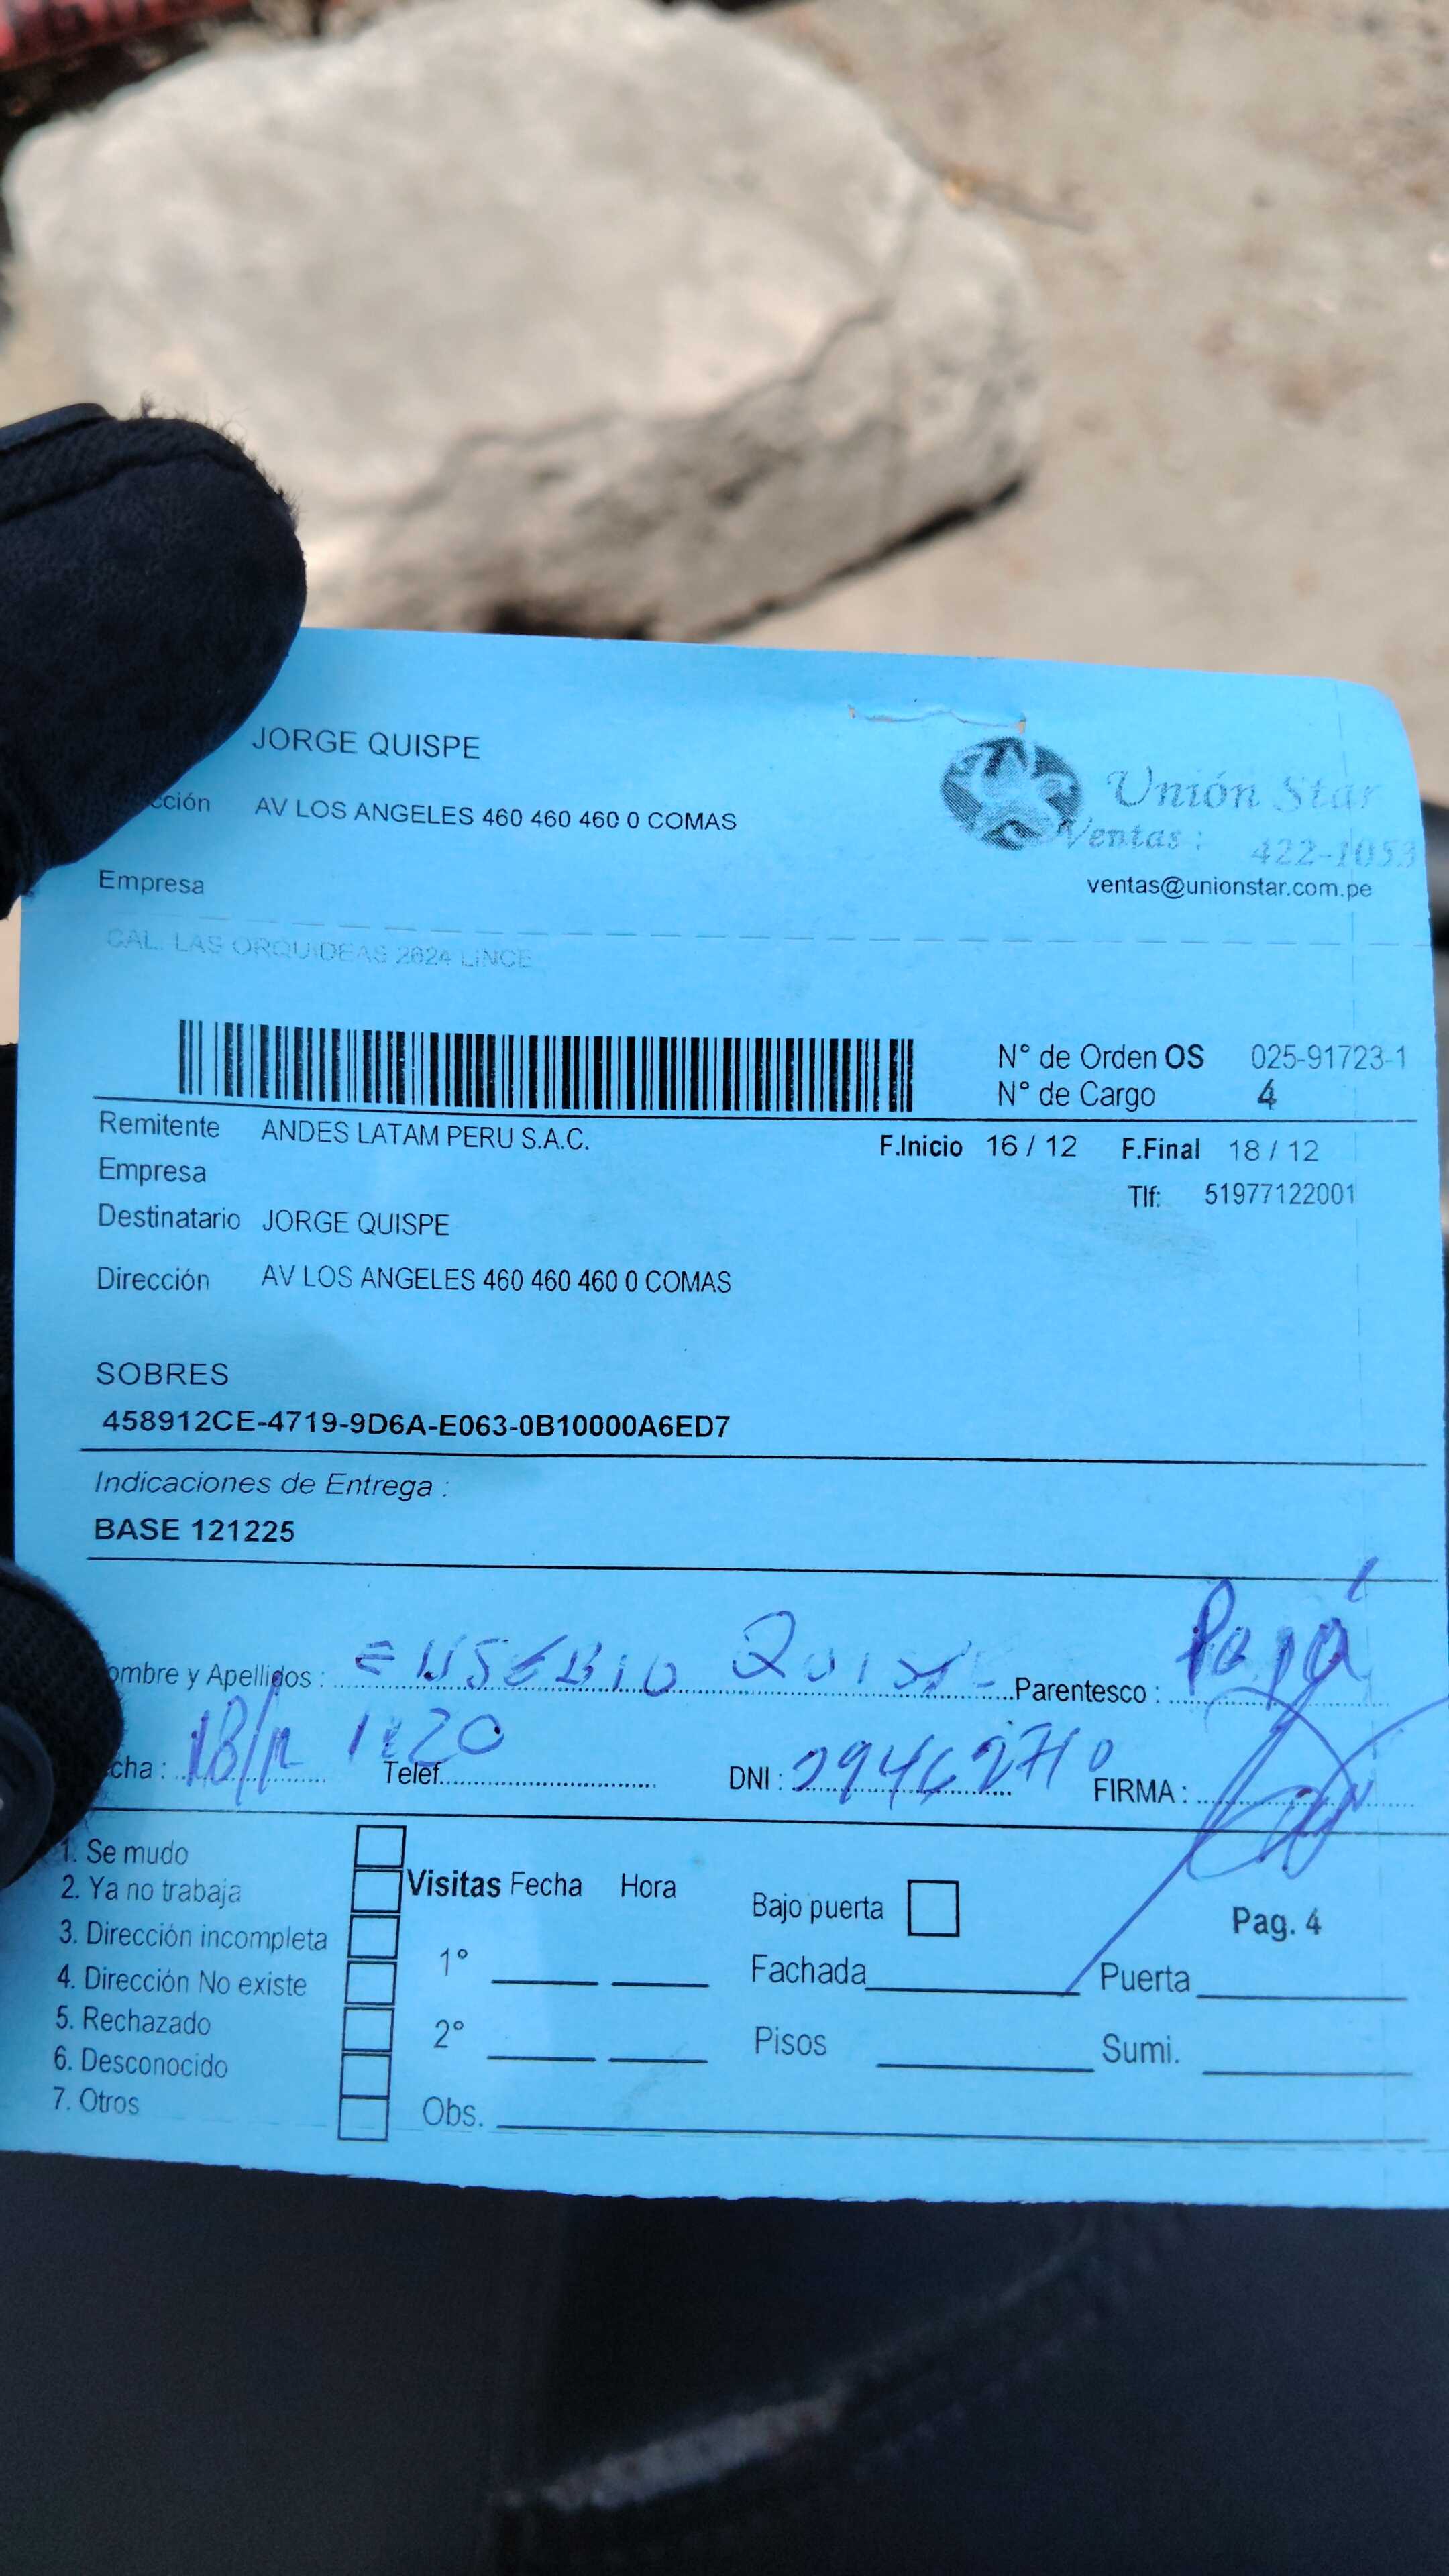 JORGE QUISPE
cción AV LOS ANGELES 460 460 460 0 COMAS
Unión Star
Ventas : 422-1053
Empresa
ventas@unionstar.com.pe
CAL. LAS ORQUIDEAS 2624 LINCE
N° de Orden OS 025-91723-1
N° de Cargo 4
Remitente ANDES LATAM PERU S.A.C.
F.Inicio 16 / 12 F.Final 18 / 12
Empresa
Tlf: 51977122001
Destinatario JORGE QUISPE
Dirección AV LOS ANGELES 460 460 460 0 COMAS
SOBRES
458912CE-4719-9D6A-E063-0B10000A6ED7
Indicaciones de Entrega :
BASE 121225
ombre y Apellidos : EUSEBIO Parentesco : Papá
cha : 18/12 Telef. DNI : FIRMA :
1. Se mudo
2. Ya no trabaja
3. Dirección incompleta
4. Dirección No existe
5. Rechazado
6. Desconocido
7. Otros
Visitas Fecha Hora
1°
2°
Obs.
Bajo puerta
Pag. 4
Fachada Puerta
Pisos Sumi.